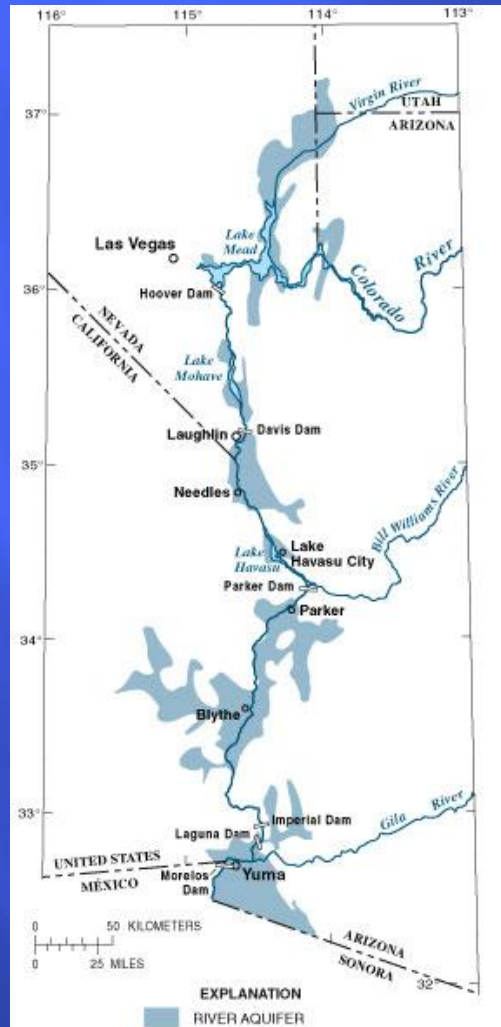 116°
115°
114°
113°
37°
Virgin River
UTAH
ARIZONA
Lake
Mead
Las Vegas
36°
Hoover Dam
Colorado
River
NEVADA
CALIFORNIA
Lake
Mohave
Laughlin
Davis Dam
35°
Needles
Bill Williams River
Lake
Havasu
Lake
Havasu City
Parker Dam
34°
Parker
Blythe
33°
Imperial Dam
Laguna Dam
Gila
River
UNITED STATES
MÉXICO
Morelos
Dam
Yuma
0 50 KILOMETERS
0 25 MILES
ARIZONA
SONORA
32°
EXPLANATION
RIVER AQUIFER